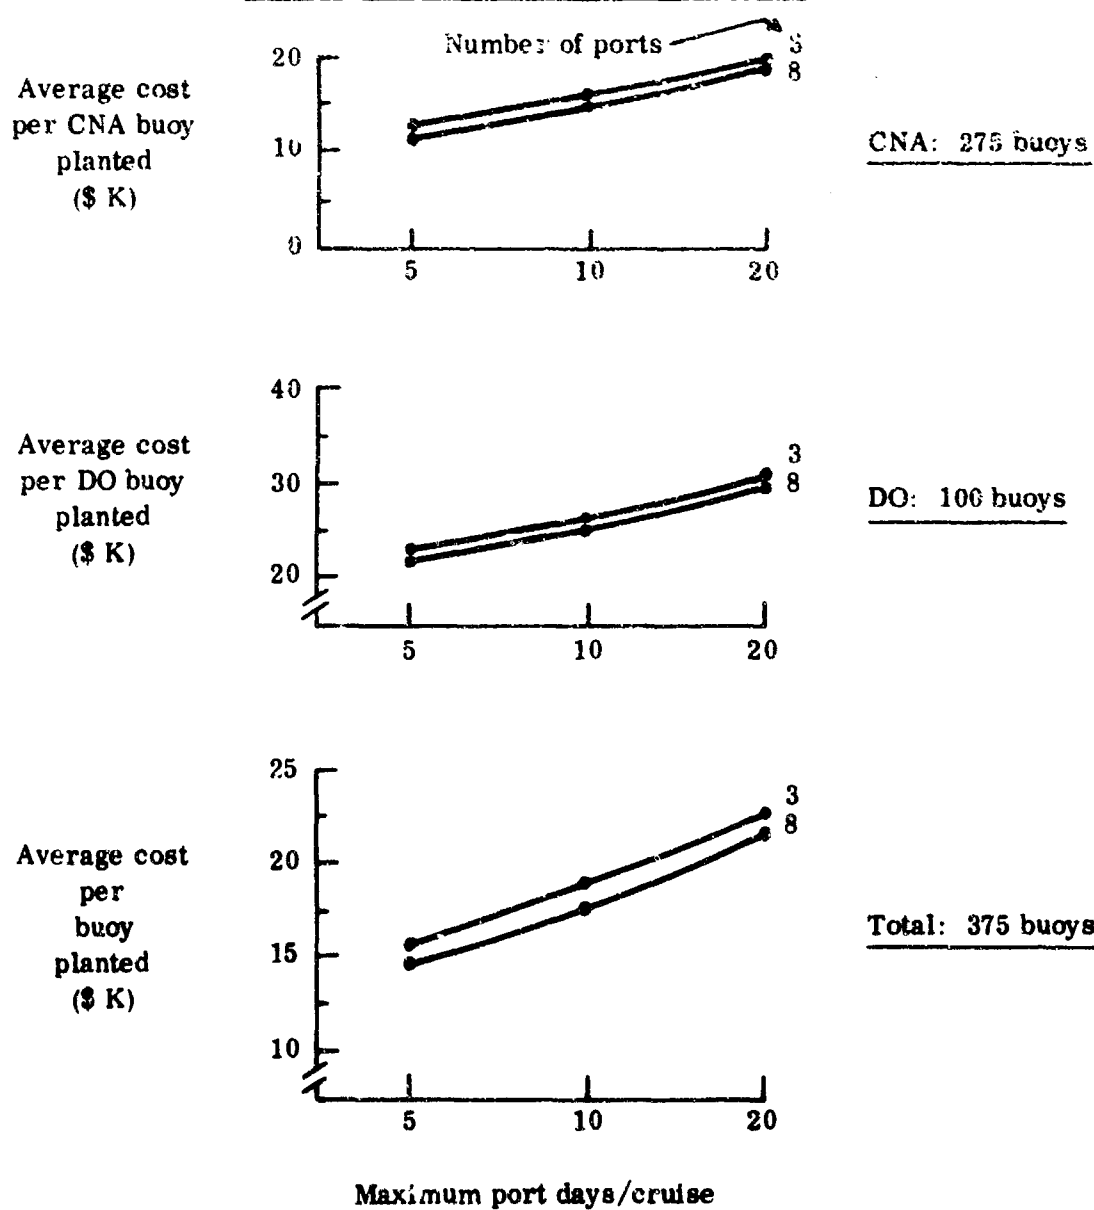 Number of ports
3
8
20
10
0
Average cost
per CNA buoy
planted
($ K)
CNA: 275 buoys
5
10
20
40
30
20
Average cost
per DO buoy
planted
($ K)
3
8
DO: 100 buoys
5
10
20
25
20
15
10
Average cost
per
buoy
planted
($ K)
3
8
Total: 375 buoys
5
10
20
Maximum port days/cruise